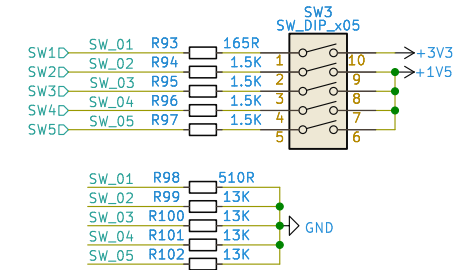 SW3
SW_DIP_x05
SW1 SW_01 R93 165R 1 10 +3V3
SW2 SW_02 R94 1.5K 2 9 +1V5
SW3 SW_03 R95 1.5K 3 8
SW4 SW_04 R96 1.5K 4 7
SW5 SW_05 R97 1.5K 5 6
SW_01 R98 510R
SW_02 R99 13K
SW_03 R100 13K GND
SW_04 R101 13K
SW_05 R102 13K